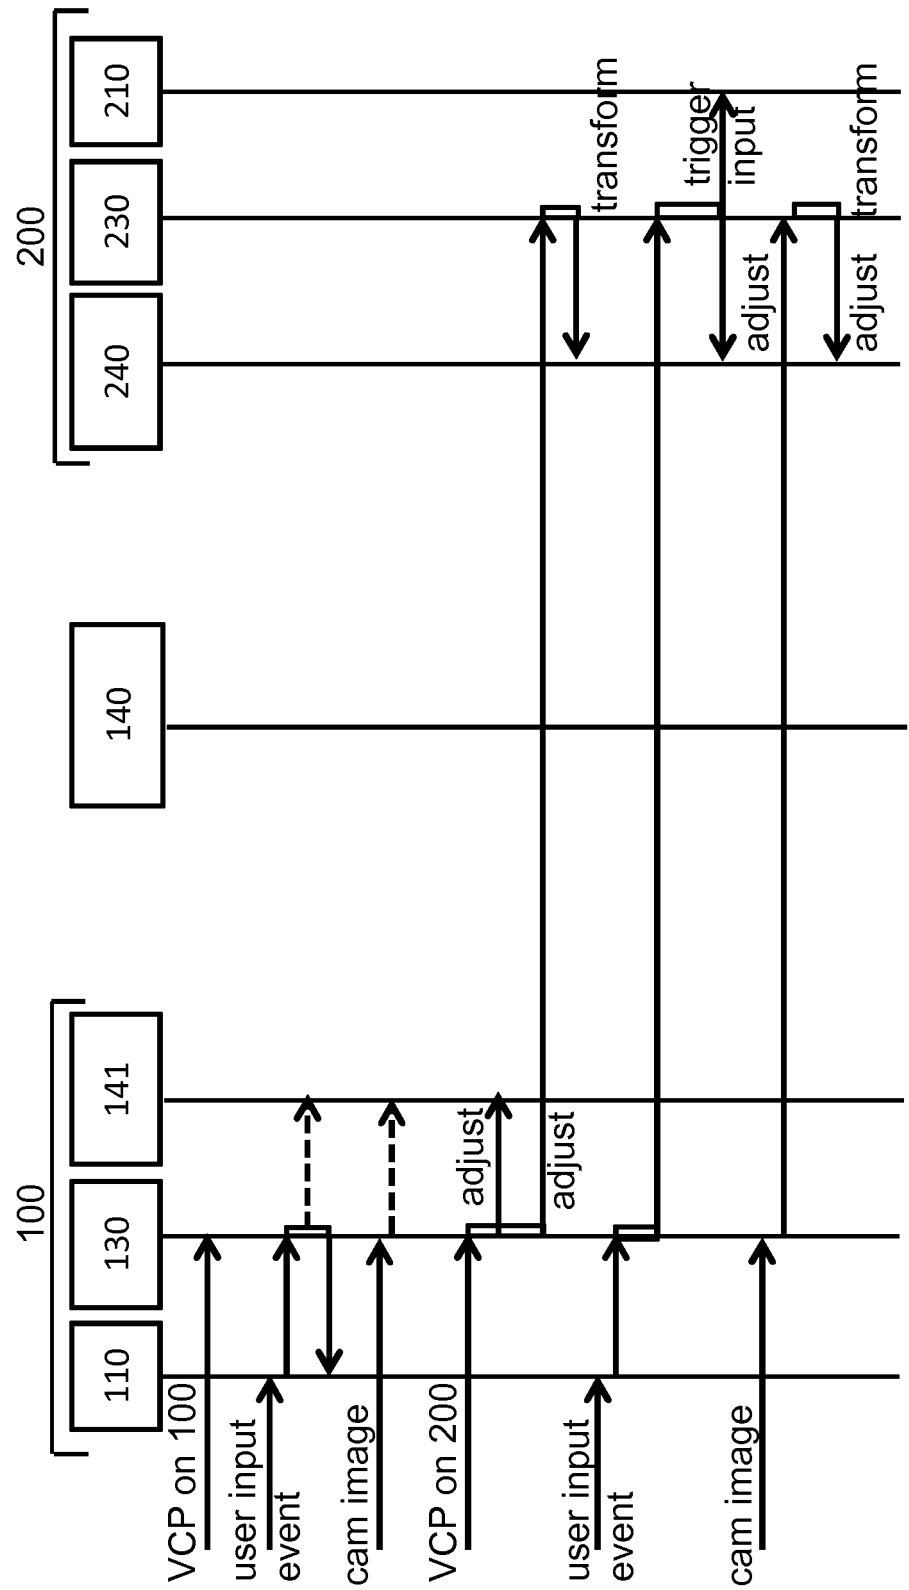 100
200
110
130
141
140
240
230
210
VCP on 100
user input
event
cam image
VCP on 200
adjust
adjust
transform
user input
event
trigger
input
adjust
cam image
adjust
transform